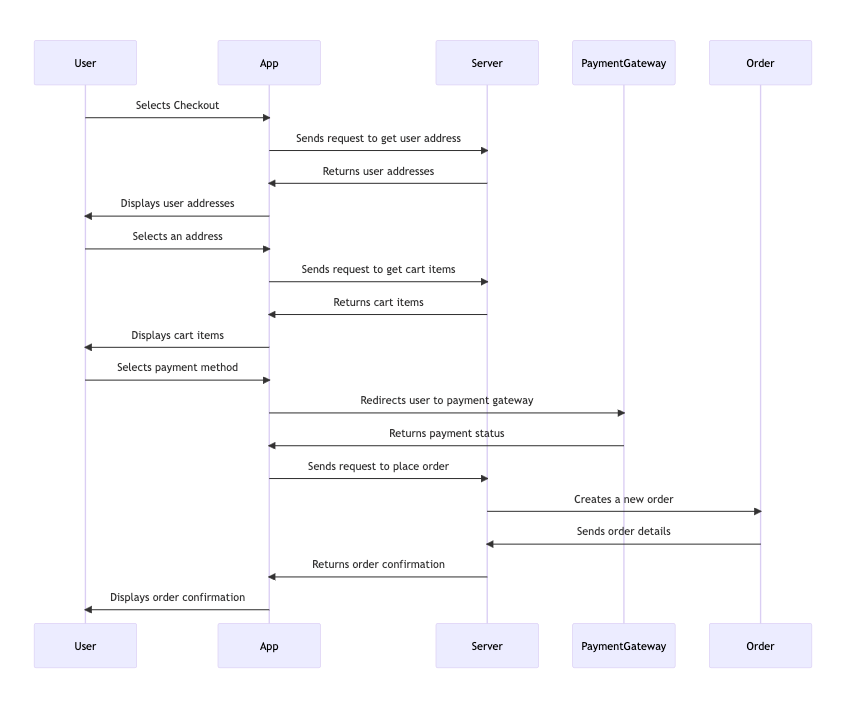 User
App
Server
PaymentGateway
Order
Selects Checkout
Sends request to get user address
Returns user addresses
Displays user addresses
Selects an address
Sends request to get cart items
Returns cart items
Displays cart items
Selects payment method
Redirects user to payment gateway
Returns payment status
Sends request to place order
Creates a new order
Sends order details
Returns order confirmation
Displays order confirmation
User
App
Server
PaymentGateway
Order